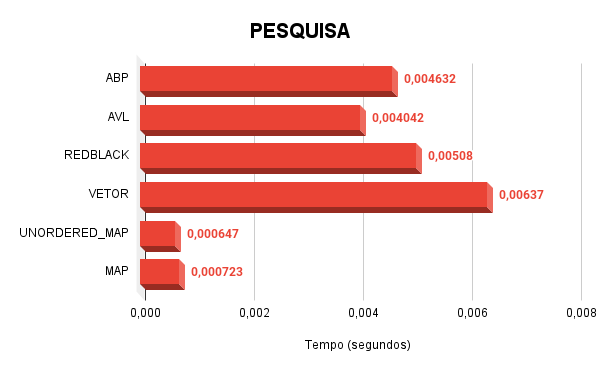 PESQUISA
ABP
0,004632
AVL
0,004042
REDBLACK
0,00508
VETOR
0,00637
UNORDERED_MAP
0,000647
MAP
0,000723
0,000 0,002 0,004 0,006 0,008
Tempo (segundos)